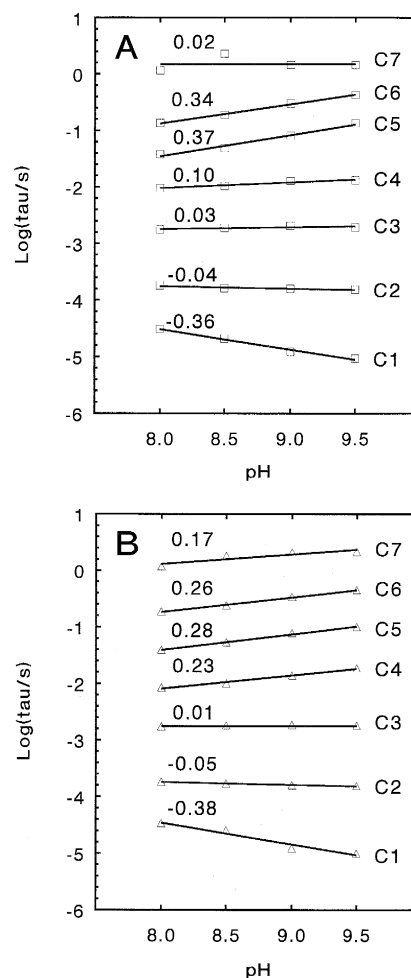 1
A
0.02
C7
0
C6
0.34
-1
C5
0.37
-2
0.10
C4
Log(tau/s)
0.03
C3
-3
-0.04
-4
C2
-0.36
-5
C1
-6
8.0 8.5 9.0 9.5
pH
1
B
0.17
C7
0
0.26
C6
-1
0.28
C5
-2
0.23
C4
Log(tau/s)
0.01
C3
-3
-0.05
-4
C2
-0.38
-5
C1
-6
8.0 8.5 9.0 9.5
pH